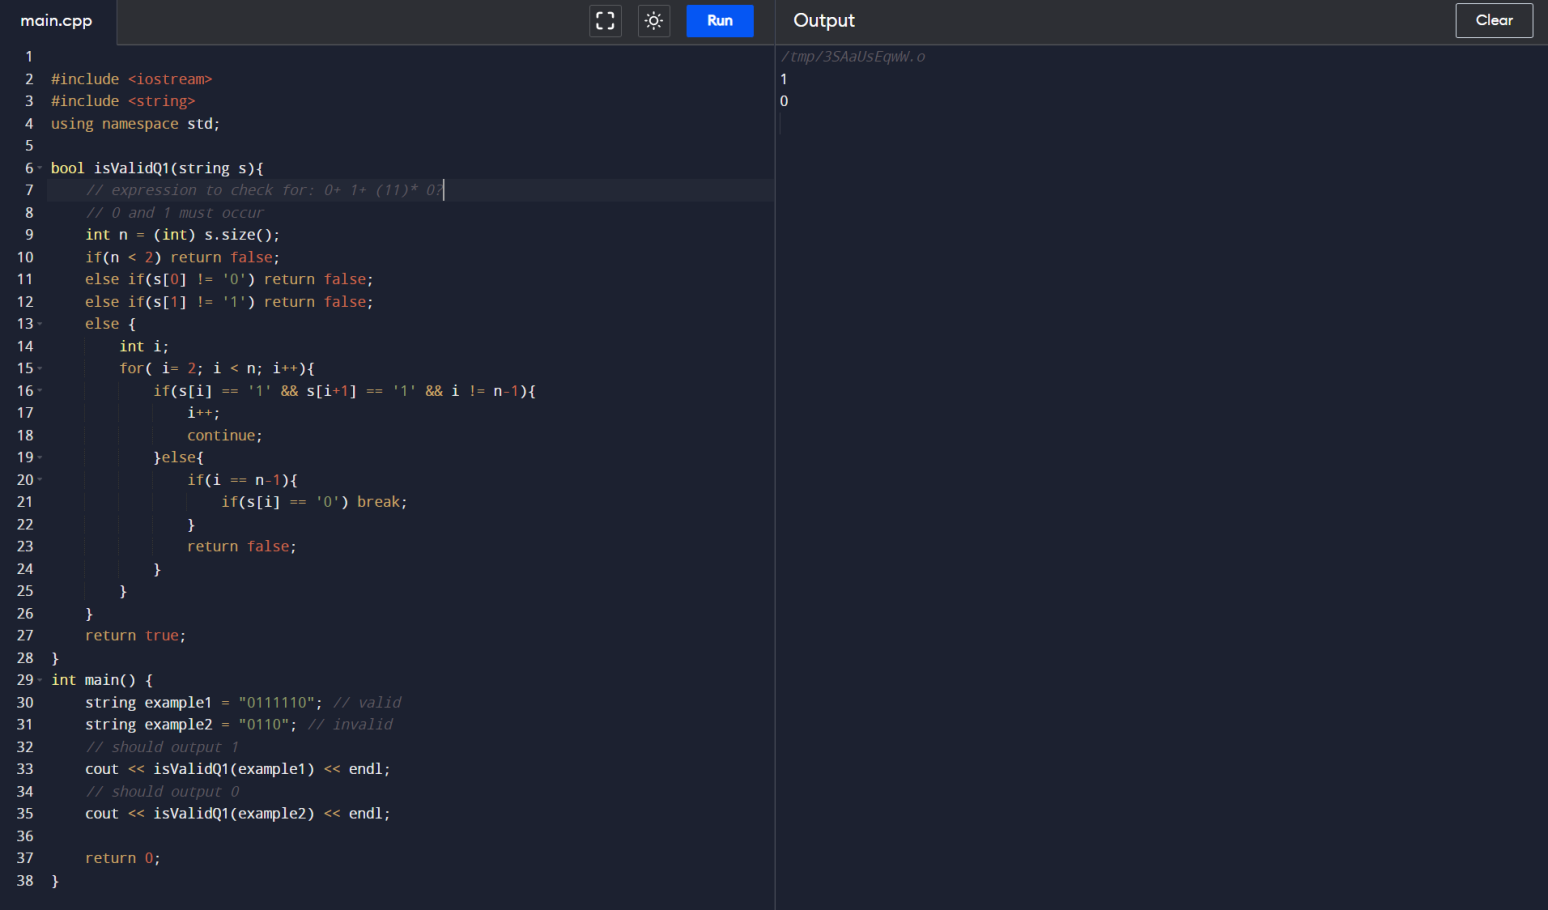 main.cpp
Run
Output
Clear
1
2 #include <iostream>
3 #include <string>
4 using namespace std;
5
6 bool isValidQ1(string s){
7 // expression to check for: 0+ 1+ (11)* 0?
8 // 0 and 1 must occur
9 int n = (int) s.size();
10 if(n < 2) return false;
11 else if(s[0] != '0') return false;
12 else if(s[1] != '1') return false;
13 else {
14 int i;
15 for( i= 2; i < n; i++){
16 if(s[i] == '1' && s[i+1] == '1' && i != n-1){
17 i++;
18 continue;
19 }else{
20 if(i == n-1){
21 if(s[i] == '0') break;
22 }
23 return false;
24 }
25 }
26 }
27 return true;
28 }
29 int main() {
30 string example1 = "0111110"; // valid
31 string example2 = "0110"; // invalid
32 // should output 1
33 cout << isValidQ1(example1) << endl;
34 // should output 0
35 cout << isValidQ1(example2) << endl;
36
37 return 0;
38 }
/tmp/3SAaUsEqwW.o
1
0